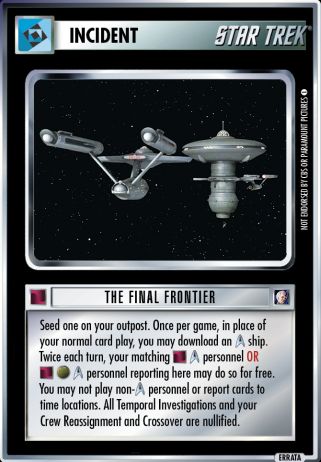 INCIDENT
STAR TREK
NOT ENDORSED BY CBS OR PARAMOUNT PICTURES
THE FINAL FRONTIER
Seed one on your outpost. Once per game, in place of
your normal card play, you may download an ship.
Twice each turn, your matching personnel OR
personnel reporting here may do so for free.
You may not play non- personnel or report cards to
time locations. All Temporal Investigations and your
Crew Reassignment and Crossover are nullified.
ERRATA